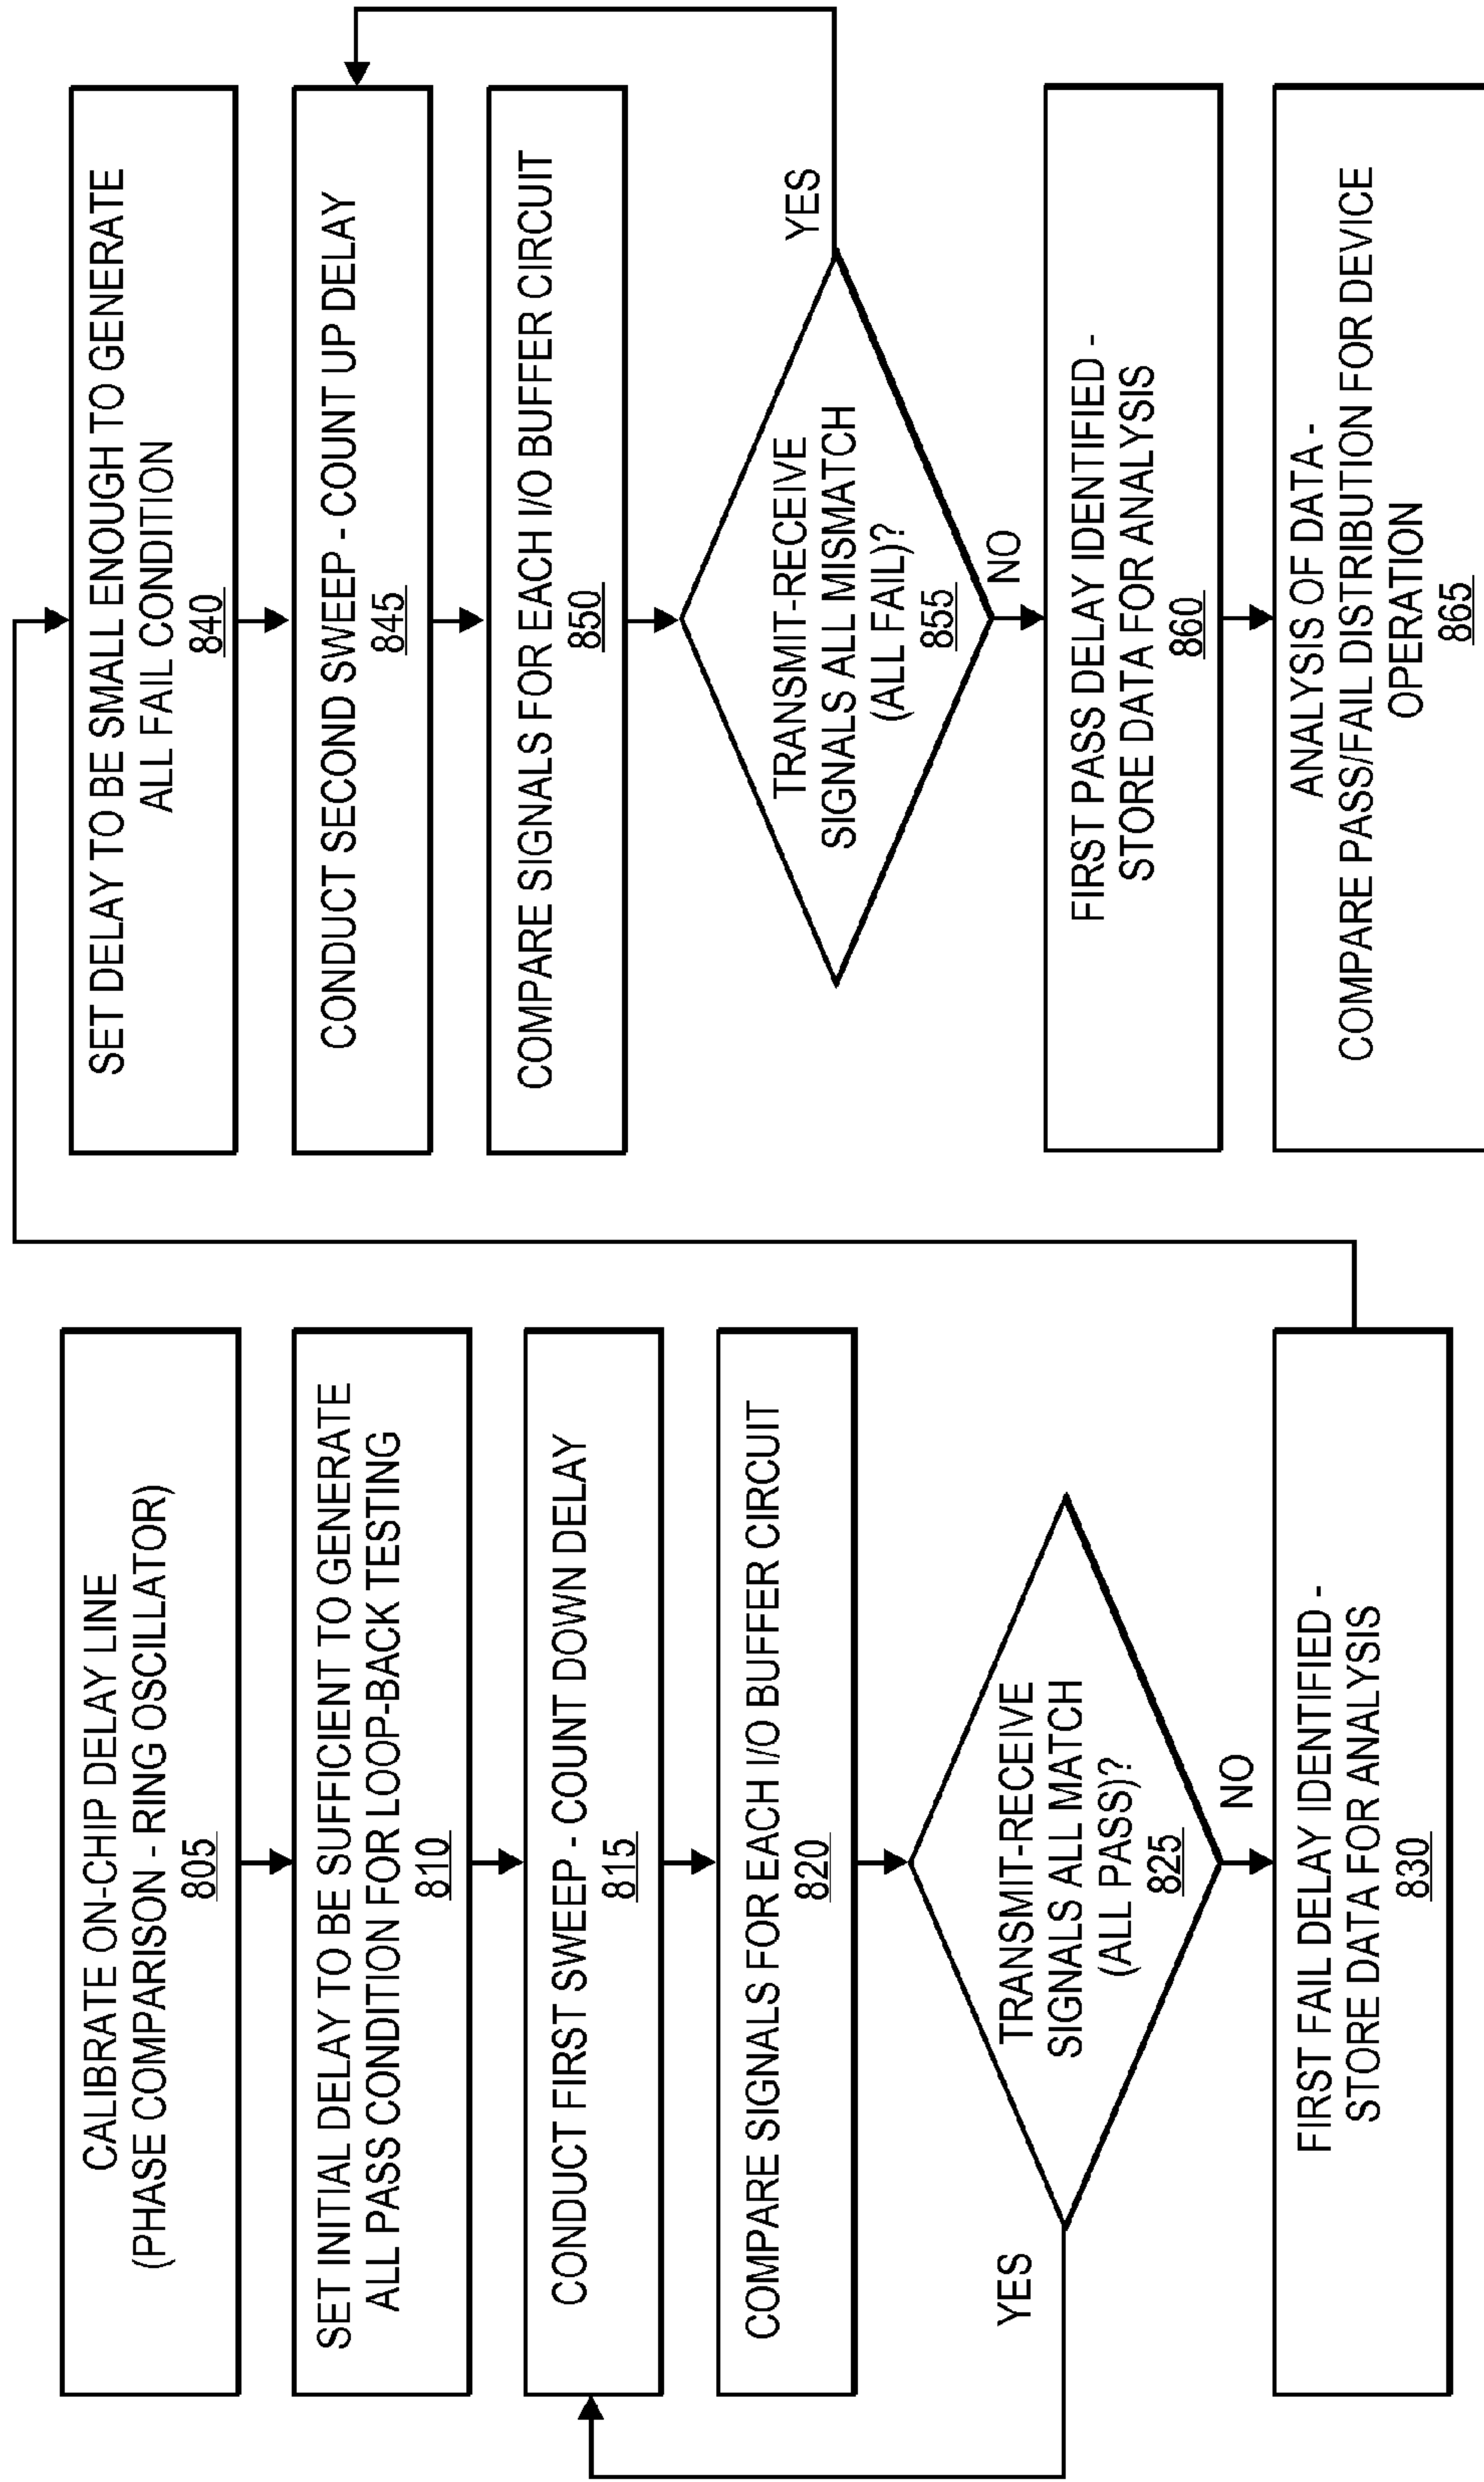 CALIBRATE ON-CHIP DELAY LINE
(PHASE COMPARISON - RING OSCILLATOR)
805
SET INITIAL DELAY TO BE SUFFICIENT TO GENERATE
ALL PASS CONDITION FOR LOOP-BACK TESTING
810
CONDUCT FIRST SWEEP - COUNT DOWN DELAY
815
COMPARE SIGNALS FOR EACH I/O BUFFER CIRCUIT
820
TRANSMIT-RECEIVE
SIGNALS ALL MATCH
(ALL PASS)?
825
YES
NO
FIRST FAIL DELAY IDENTIFIED -
STORE DATA FOR ANALYSIS
830
SET DELAY TO BE SMALL ENOUGH TO GENERATE
ALL FAIL CONDITION
840
CONDUCT SECOND SWEEP - COUNT UP DELAY
845
COMPARE SIGNALS FOR EACH I/O BUFFER CIRCUIT
850
TRANSMIT-RECEIVE
SIGNALS ALL MISMATCH
(ALL FAIL)?
855
YES
NO
FIRST PASS DELAY IDENTIFIED -
STORE DATA FOR ANALYSIS
860
ANALYSIS OF DATA -
COMPARE PASS/FAIL DISTRIBUTION FOR DEVICE
OPERATION
865